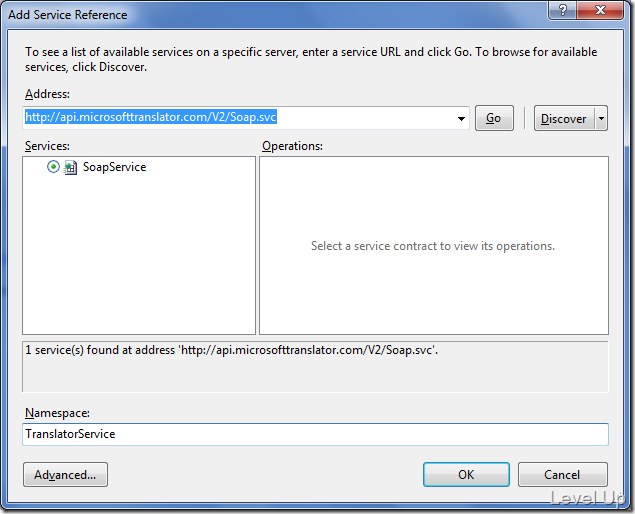 Add Service Reference
To see a list of available services on a specific server, enter a service URL and click Go. To browse for available
services, click Discover.
Address:
http://api.microsofttranslator.com/V2/Soap.svc
Go
Discover
Services:
Operations:
SoapService
Select a service contract to view its operations.
1 service(s) found at address 'http://api.microsofttranslator.com/V2/Soap.svc'.
Namespace:
TranslatorService
Advanced...
OK
Cancel
Level Up